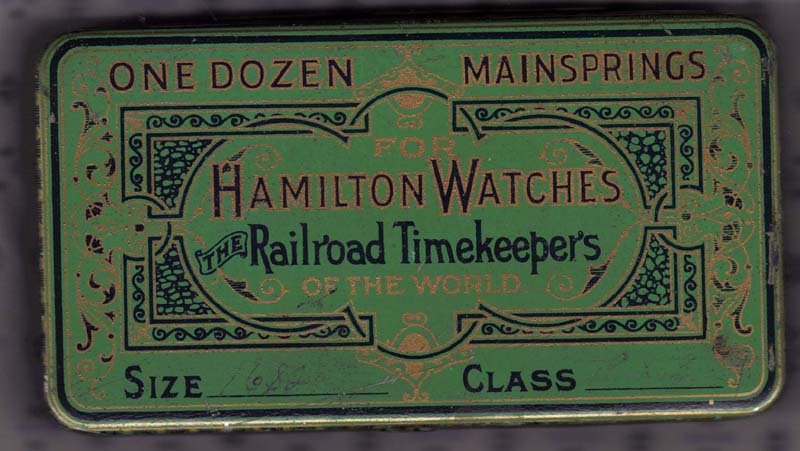 ONE DOZEN MAINSPRINGS
FOR
HAMILTON WATCHES
THE Railroad Timekeepers
OF THE WORLD.
SIZE
CLASS